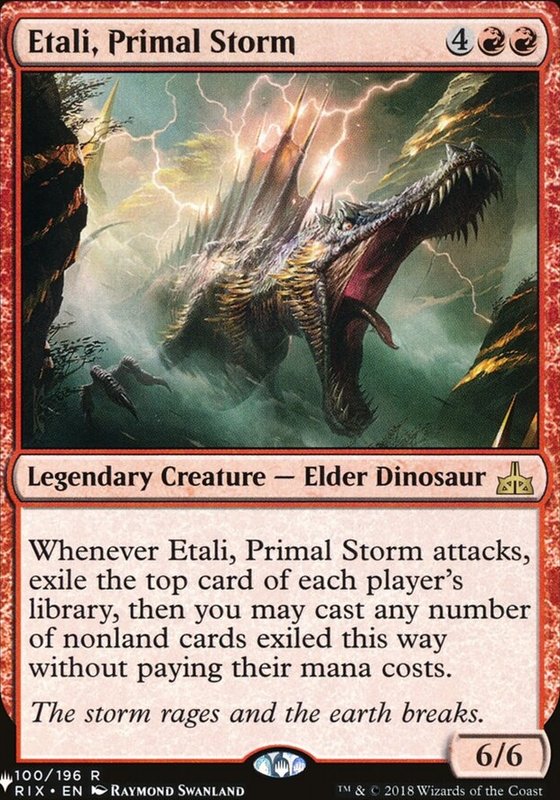 Etali, Primal Storm
4
Legendary Creature — Elder Dinosaur
Whenever Etali, Primal Storm attacks,
exile the top card of each player's
library, then you may cast any number
of nonland cards exiled this way
without paying their mana costs.
The storm rages and the earth breaks.
6/6
100/196 R
RIX • EN Raymond Swanland
™ & © 2018 Wizards of the Coast